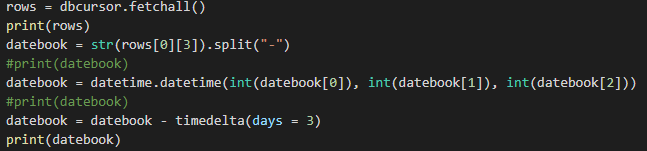 rows = dbcursor.fetchall()
print(rows)
datebook = str(rows[0][3]).split("-")
#print(datebook)
datebook = datetime.datetime(int(datebook[0]), int(datebook[1]), int(datebook[2]))
#print(datebook)
datebook = datebook - timedelta(days = 3)
print(datebook)